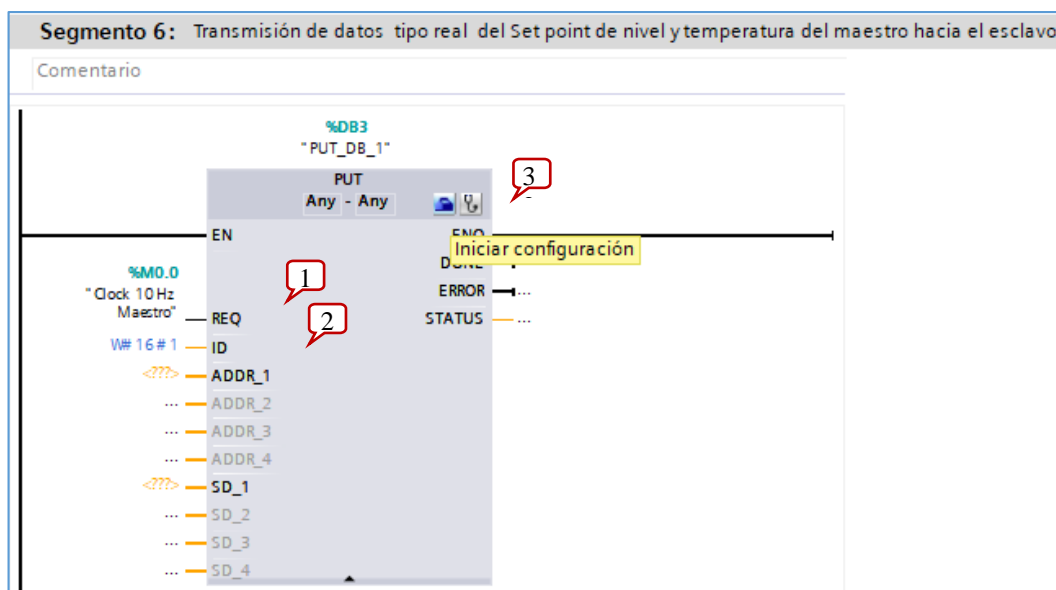 Segmento 6: Transmisión de datos tipo real del Set point de nivel y temperatura del maestro hacia el esclavo
Comentario
%DB3
"PUT_DB_1"
PUT
Any - Any
3
EN
ENO
Iniciar configuración
DONE
%M0.0
"Clock 10 Hz
Maestro"
1
ERROR
...
REQ
2
STATUS
...
W#16#1
ID
<???>
ADDR_1
...
ADDR_2
...
ADDR_3
...
ADDR_4
<???>
SD_1
...
SD_2
...
SD_3
...
SD_4